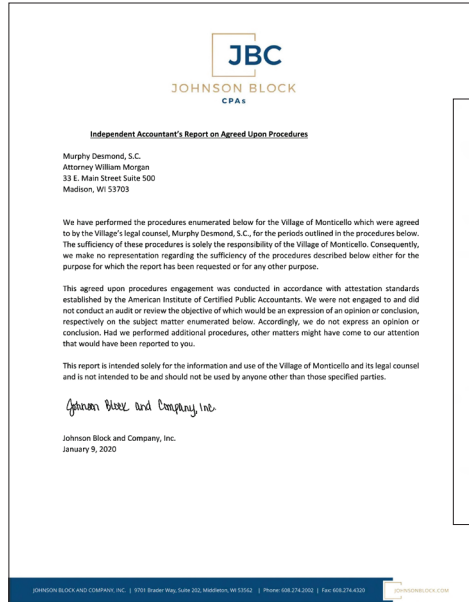 JBC
JOHNSON BLOCK
CPAs
Independent Accountant's Report on Agreed Upon Procedures
Murphy Desmond, S.C.
Attorney William Morgan
33 E. Main Street Suite 500
Madison, WI 53703
We have performed the procedures enumerated below for the Village of Monticello which were agreed
to by the Village's legal counsel, Murphy Desmond, S.C., for the periods outlined in the procedures below.
The sufficiency of these procedures is solely the responsibility of the Village of Monticello. Consequently,
we make no representation regarding the sufficiency of the procedures described below either for the
purpose for which the report has been requested or for any other purpose.
This agreed upon procedures engagement was conducted in accordance with attestation standards
established by the American Institute of Certified Public Accountants. We were not engaged to and did
not conduct an audit or review the objective of which would be an expression of an opinion or conclusion,
respectively on the subject matter enumerated below. Accordingly, we do not express an opinion or
conclusion. Had we performed additional procedures, other matters might have come to our attention
that would have been reported to you.
This report is intended solely for the information and use of the Village of Monticello and its legal counsel
and is not intended to be and should not be used by anyone other than those specified parties.
Johnson Block and Company, Inc.
Johnson Block and Company, Inc.
January 9, 2020
JOHNSON BLOCK AND COMPANY, INC. | 9701 Brader Way, Suite 202, Middleton, WI 53562 | Phone: 608.274.2002 | Fax: 608.274.4320 JOHNSONBLOCK.COM